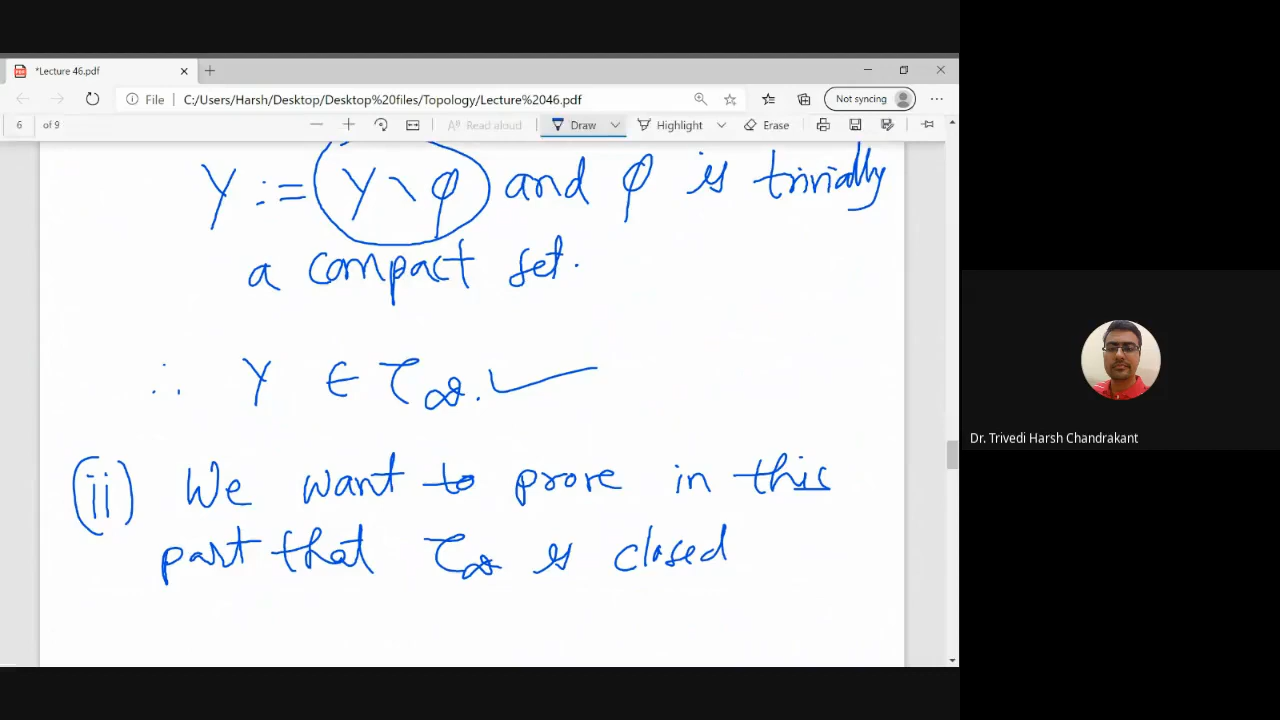 *Lecture 46.pdf
File | C:/Users/Harsh/Desktop/Desktop%20files/Topology/Lecture%2046.pdf
Not syncing
6 of 9
Read aloud
Draw
Highlight
Erase
Y := Y \ φ and φ is trivially
a compact set.
∴ Y ∈ τ∞.
(ii) We want to prove in this
part that τ∞ is closed
Dr. Trivedi Harsh Chandrakant